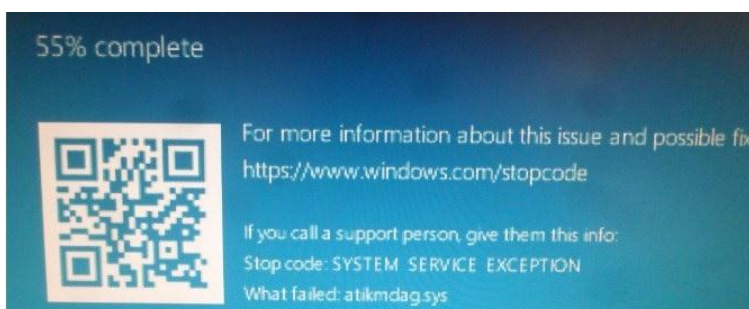 55% complete
For more information about this issue and possible fix
https://www.windows.com/stopcode
If you call a support person, give them this info:
Stop code: SYSTEM SERVICE EXCEPTION
What failed: atikmdag.sys